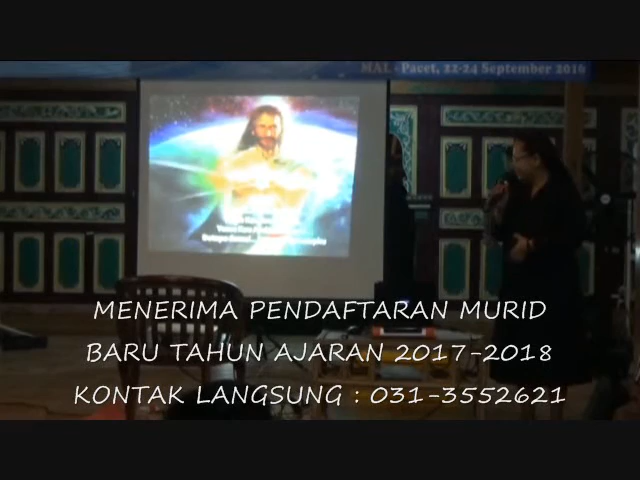 MAL - Pacet, 22-24 September 2016
MENERIMA PENDAFTARAN MURID
BARU TAHUN AJARAN 2017-2018
KONTAK LANGSUNG : 031-3552621